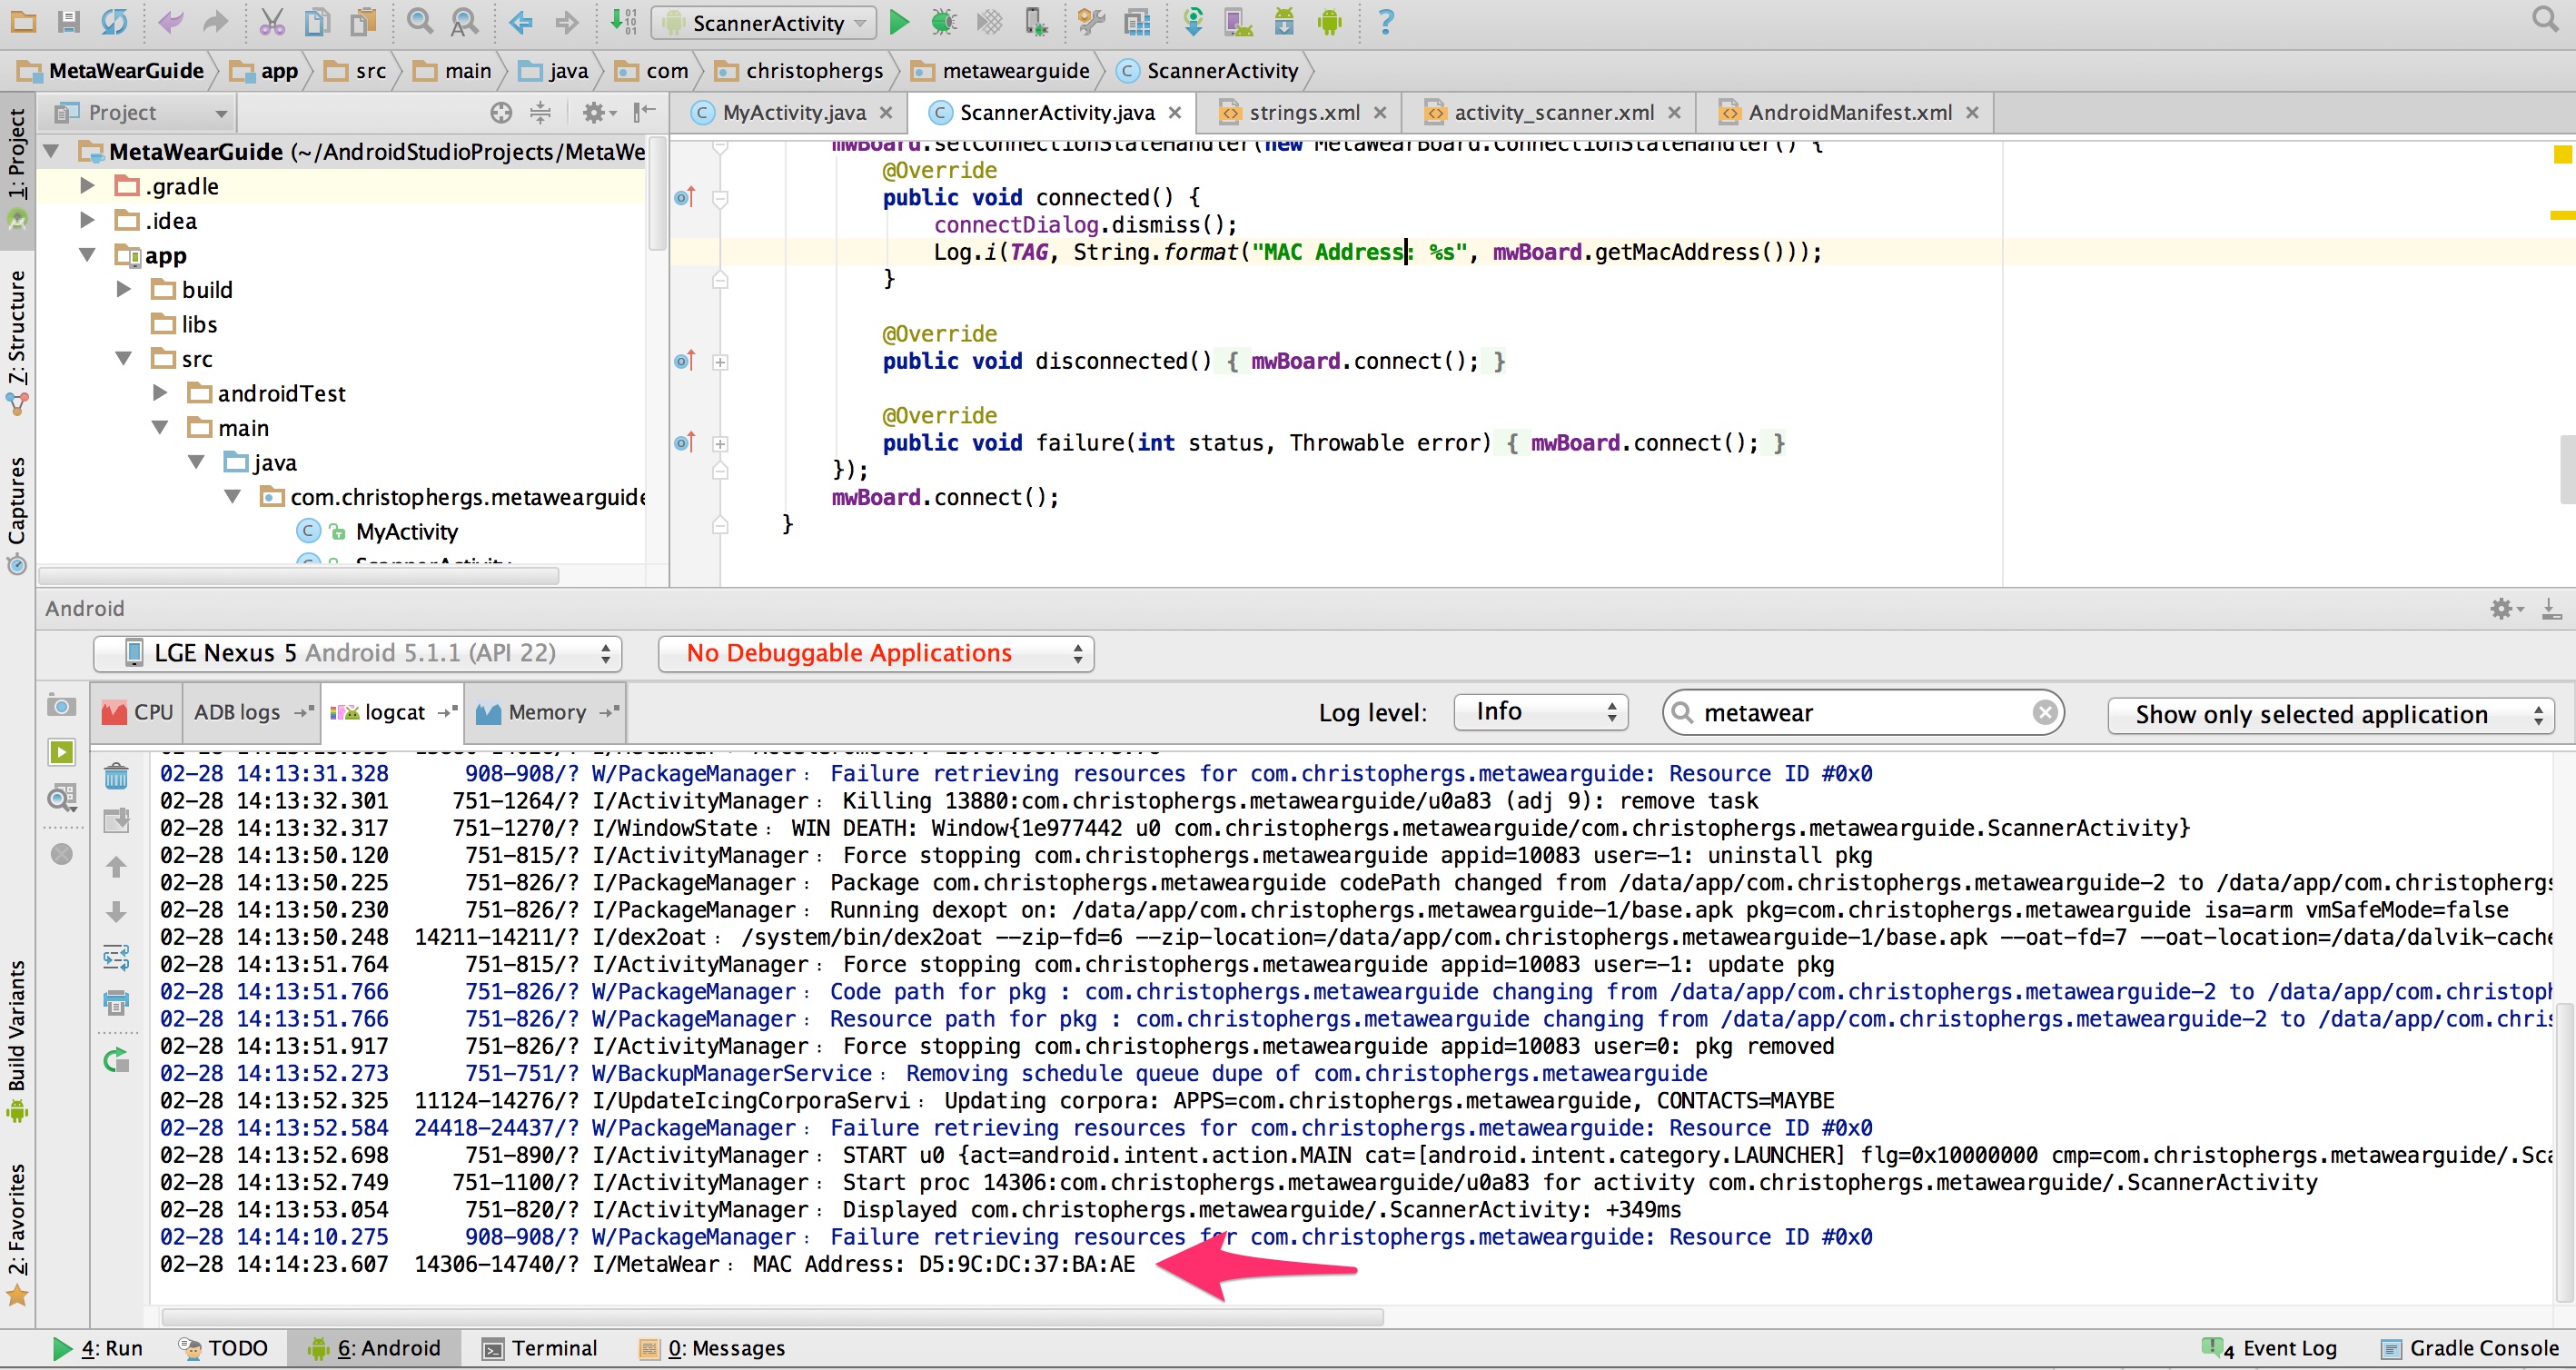 ScannerActivity
MetaWearGuide app src main java com christophergs metawearguide ScannerActivity
Project
MyActivity.java ScannerActivity.java strings.xml activity_scanner.xml AndroidManifest.xml
1: Project
7: Structure
Captures
Build Variants
2: Favorites
MetaWearGuide (~/AndroidStudioProjects/MetaWe
.gradle
.idea
app
build
libs
src
androidTest
main
java
com.christophergs.metawearguide
MyActivity
ScannerActivity
mwBoard.setConnectionStateHandler(new MetaWearBoard.ConnectionStateHandler() {
@Override
public void connected() {
connectDialog.dismiss();
Log.i(TAG, String.format("MAC Address: %s", mwBoard.getMacAddress()));
}
@Override
public void disconnected() { mwBoard.connect(); }
@Override
public void failure(int status, Throwable error) { mwBoard.connect(); }
});
mwBoard.connect();
}
Android
LGE Nexus 5 Android 5.1.1 (API 22) No Debuggable Applications
CPU ADB logs logcat Memory Log level: Info metawear Show only selected application
02-28 14:13:31.328 908-908/? W/PackageManager: Failure retrieving resources for com.christophergs.metawearguide: Resource ID #0x0
02-28 14:13:32.301 751-1264/? I/ActivityManager: Killing 13880:com.christophergs.metawearguide/u0a83 (adj 9): remove task
02-28 14:13:32.317 751-1270/? I/WindowState: WIN DEATH: Window{1e977442 u0 com.christophergs.metawearguide/com.christophergs.metawearguide.ScannerActivity}
02-28 14:13:50.120 751-815/? I/ActivityManager: Force stopping com.christophergs.metawearguide appid=10083 user=-1: uninstall pkg
02-28 14:13:50.225 751-826/? I/PackageManager: Package com.christophergs.metawearguide codePath changed from /data/app/com.christophergs.metawearguide-2 to /data/app/com.christophergs
02-28 14:13:50.230 751-826/? I/PackageManager: Running dexopt on: /data/app/com.christophergs.metawearguide-1/base.apk pkg=com.christophergs.metawearguide isa=arm vmSafeMode=false
02-28 14:13:50.248 14211-14211/? I/dex2oat: /system/bin/dex2oat --zip-fd=6 --zip-location=/data/app/com.christophergs.metawearguide-1/base.apk --oat-fd=7 --oat-location=/data/dalvik-cache
02-28 14:13:51.764 751-815/? I/ActivityManager: Force stopping com.christophergs.metawearguide appid=10083 user=-1: update pkg
02-28 14:13:51.766 751-826/? W/PackageManager: Code path for pkg : com.christophergs.metawearguide changing from /data/app/com.christophergs.metawearguide-2 to /data/app/com.christoph
02-28 14:13:51.766 751-826/? W/PackageManager: Resource path for pkg : com.christophergs.metawearguide changing from /data/app/com.christophergs.metawearguide-2 to /data/app/com.chris
02-28 14:13:51.917 751-826/? I/ActivityManager: Force stopping com.christophergs.metawearguide appid=10083 user=0: pkg removed
02-28 14:13:52.273 751-751/? W/BackupManagerService: Removing schedule queue dupe of com.christophergs.metawearguide
02-28 14:13:52.325 11124-14276/? I/UpdateIcingCorporaServi: Updating corpora: APPS=com.christophergs.metawearguide, CONTACTS=MAYBE
02-28 14:13:52.584 24418-24437/? W/PackageManager: Failure retrieving resources for com.christophergs.metawearguide: Resource ID #0x0
02-28 14:13:52.698 751-890/? I/ActivityManager: START u0 {act=android.intent.action.MAIN cat=[android.intent.category.LAUNCHER] flg=0x10000000 cmp=com.christophergs.metawearguide/.Sca
02-28 14:13:52.749 751-1100/? I/ActivityManager: Start proc 14306:com.christophergs.metawearguide/u0a83 for activity com.christophergs.metawearguide/.ScannerActivity
02-28 14:13:53.054 751-820/? I/ActivityManager: Displayed com.christophergs.metawearguide/.ScannerActivity: +349ms
02-28 14:14:10.275 908-908/? W/PackageManager: Failure retrieving resources for com.christophergs.metawearguide: Resource ID #0x0
02-28 14:14:23.607 14306-14740/? I/MetaWear: MAC Address: D5:9C:DC:37:BA:AE
4: Run TODO 6: Android Terminal 0: Messages 4 Event Log Gradle Console